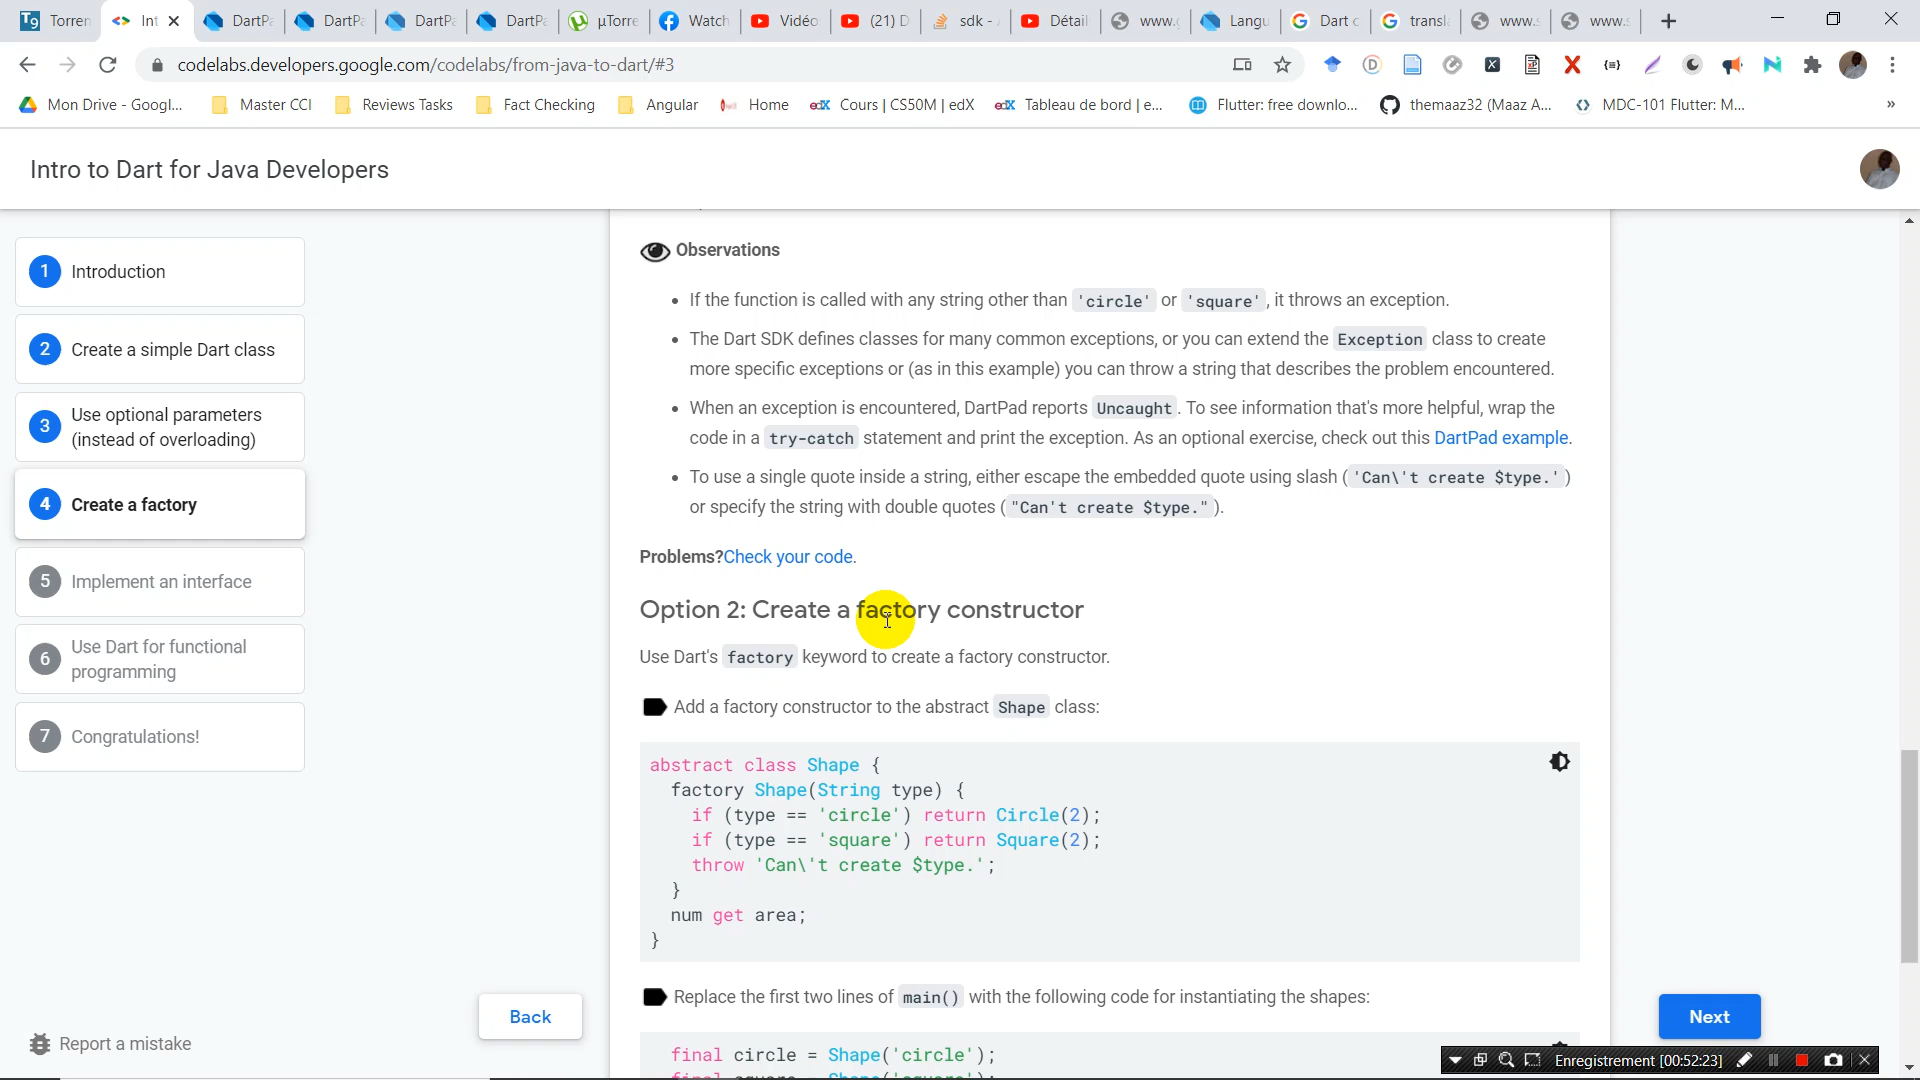 Torren
Int
DartPa
DartPa
DartPa
DartPa
µTorre
Watch
Vidéo
(21) D
sdk -
Détail
www.g
Langu
Dart c
transla
www.s
www.s
codelabs.developers.google.com/codelabs/from-java-to-dart/#3
Mon Drive - Googl...
Master CCI
Reviews Tasks
Fact Checking
Angular
Home
Cours | CS50M | edX
Tableau de bord | e...
Flutter: free downlo...
themaaz32 (Maaz A...
MDC-101 Flutter: M...
»
Intro to Dart for Java Developers
1 Introduction
2 Create a simple Dart class
3 Use optional parameters
(instead of overloading)
4 Create a factory
5 Implement an interface
6 Use Dart for functional
programming
7 Congratulations!
Report a mistake
Observations
• If the function is called with any string other than 'circle' or 'square', it throws an exception.
• The Dart SDK defines classes for many common exceptions, or you can extend the Exception class to create
more specific exceptions or (as in this example) you can throw a string that describes the problem encountered.
• When an exception is encountered, DartPad reports Uncaught. To see information that's more helpful, wrap the
code in a try-catch statement and print the exception. As an optional exercise, check out this DartPad example.
• To use a single quote inside a string, either escape the embedded quote using slash ('Can\'t create $type.')
or specify the string with double quotes ("Can't create $type.").
Problems?Check your code.
Option 2: Create a factory constructor
Use Dart's factory keyword to create a factory constructor.
Add a factory constructor to the abstract Shape class:
abstract class Shape {
factory Shape(String type) {
if (type == 'circle') return Circle(2);
if (type == 'square') return Square(2);
throw 'Can\'t create $type.';
}
num get area;
}
Replace the first two lines of main() with the following code for instantiating the shapes:
final circle = Shape('circle');
Back
Next
Enregistrement [00:52:23]